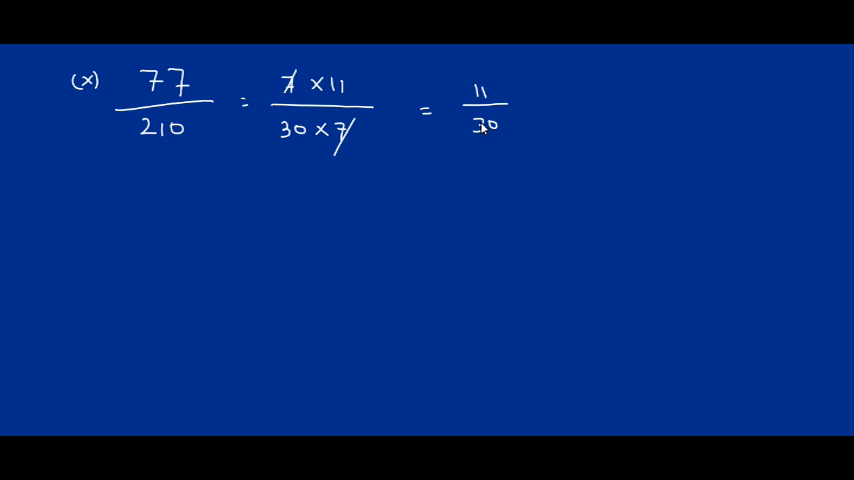 (x) 77/210 = 7 × 11/30 × 7 = 11/30